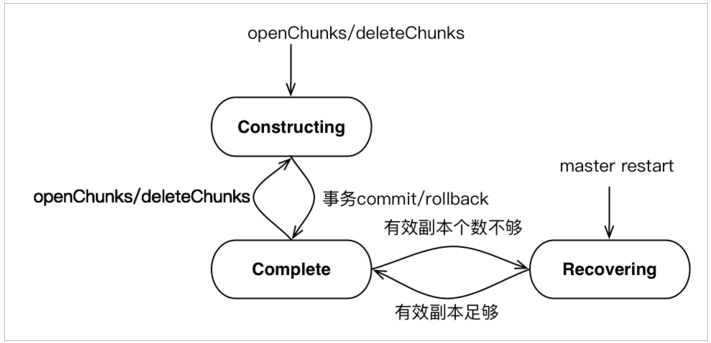 openChunks/deleteChunks
Constructing
master restart
openChunks/deleteChunks
事务commit/rollback
有效副本个数不够
Complete
Recovering
有效副本足够